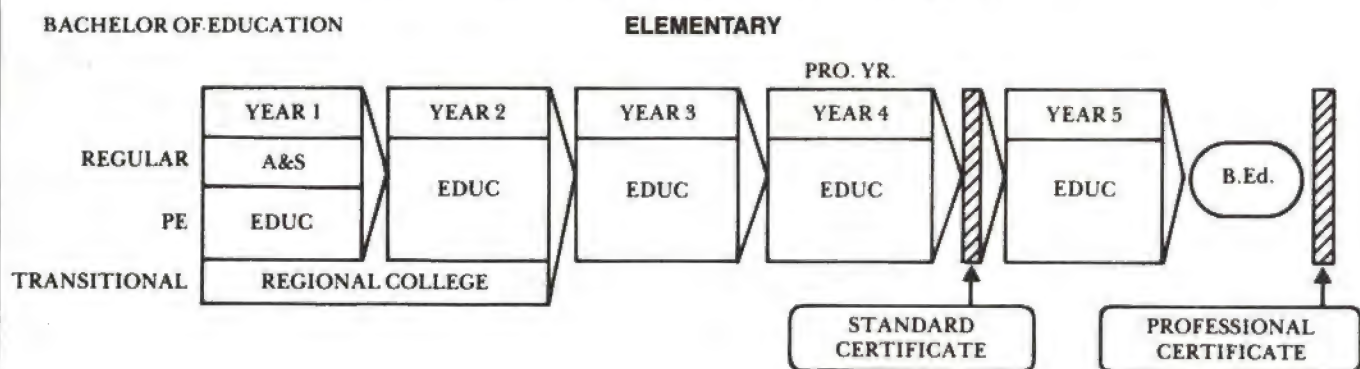 BACHELOR OF EDUCATION
ELEMENTARY
PRO. YR.
YEAR 1
YEAR 2
YEAR 3
YEAR 4
YEAR 5
REGULAR
A&S
EDUC
EDUC
EDUC
EDUC
B.Ed.
PE
EDUC
TRANSITIONAL
REGIONAL COLLEGE
STANDARD
CERTIFICATE
PROFESSIONAL
CERTIFICATE